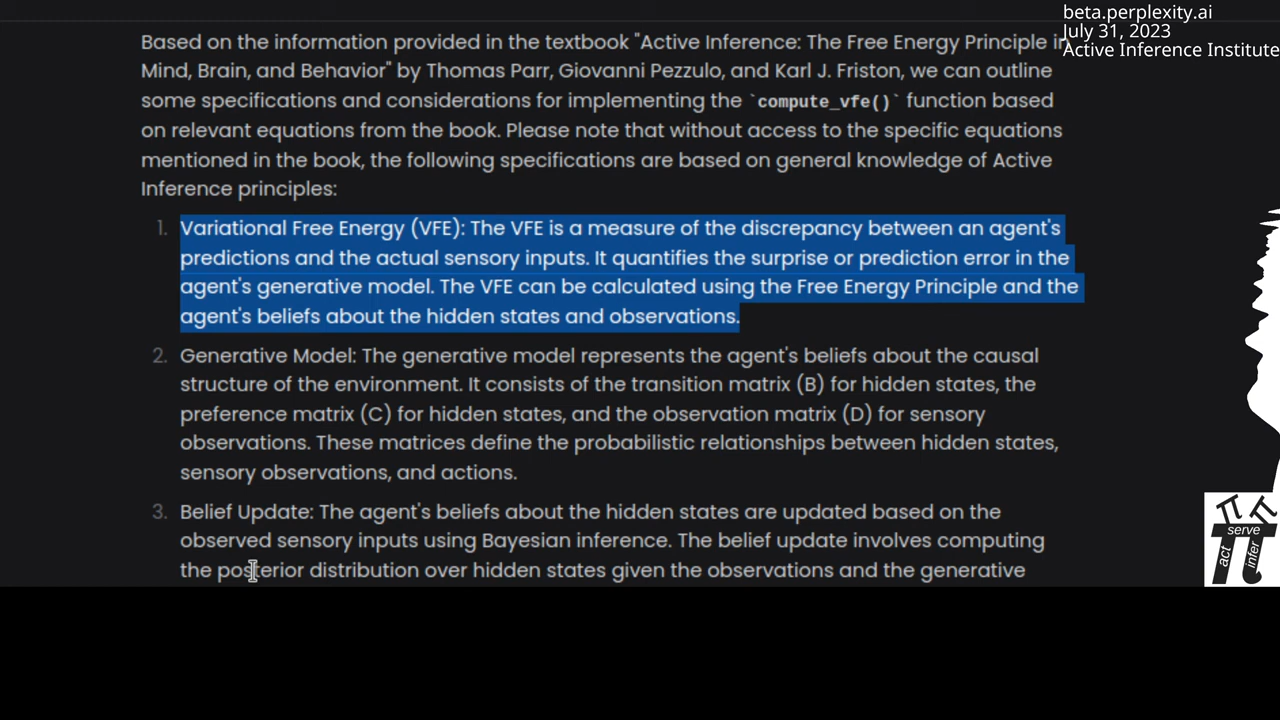 beta.perplexity.ai
July 31, 2023
Active Inference Institute
Based on the information provided in the textbook "Active Inference: The Free Energy Principle in
Mind, Brain, and Behavior" by Thomas Parr, Giovanni Pezzulo, and Karl J. Friston, we can outline
some specifications and considerations for implementing the `compute_vfe()` function based
on relevant equations from the book. Please note that without access to the specific equations
mentioned in the book, the following specifications are based on general knowledge of Active
Inference principles:
1. Variational Free Energy (VFE): The VFE is a measure of the discrepancy between an agent's
predictions and the actual sensory inputs. It quantifies the surprise or prediction error in the
agent's generative model. The VFE can be calculated using the Free Energy Principle and the
agent's beliefs about the hidden states and observations.
2. Generative Model: The generative model represents the agent's beliefs about the causal
structure of the environment. It consists of the transition matrix (B) for hidden states, the
preference matrix (C) for hidden states, and the observation matrix (D) for sensory
observations. These matrices define the probabilistic relationships between hidden states,
sensory observations, and actions.
3. Belief Update: The agent's beliefs about the hidden states are updated based on the
observed sensory inputs using Bayesian inference. The belief update involves computing
the posterior distribution over hidden states given the observations and the generative
π π
serve
act
infer
π